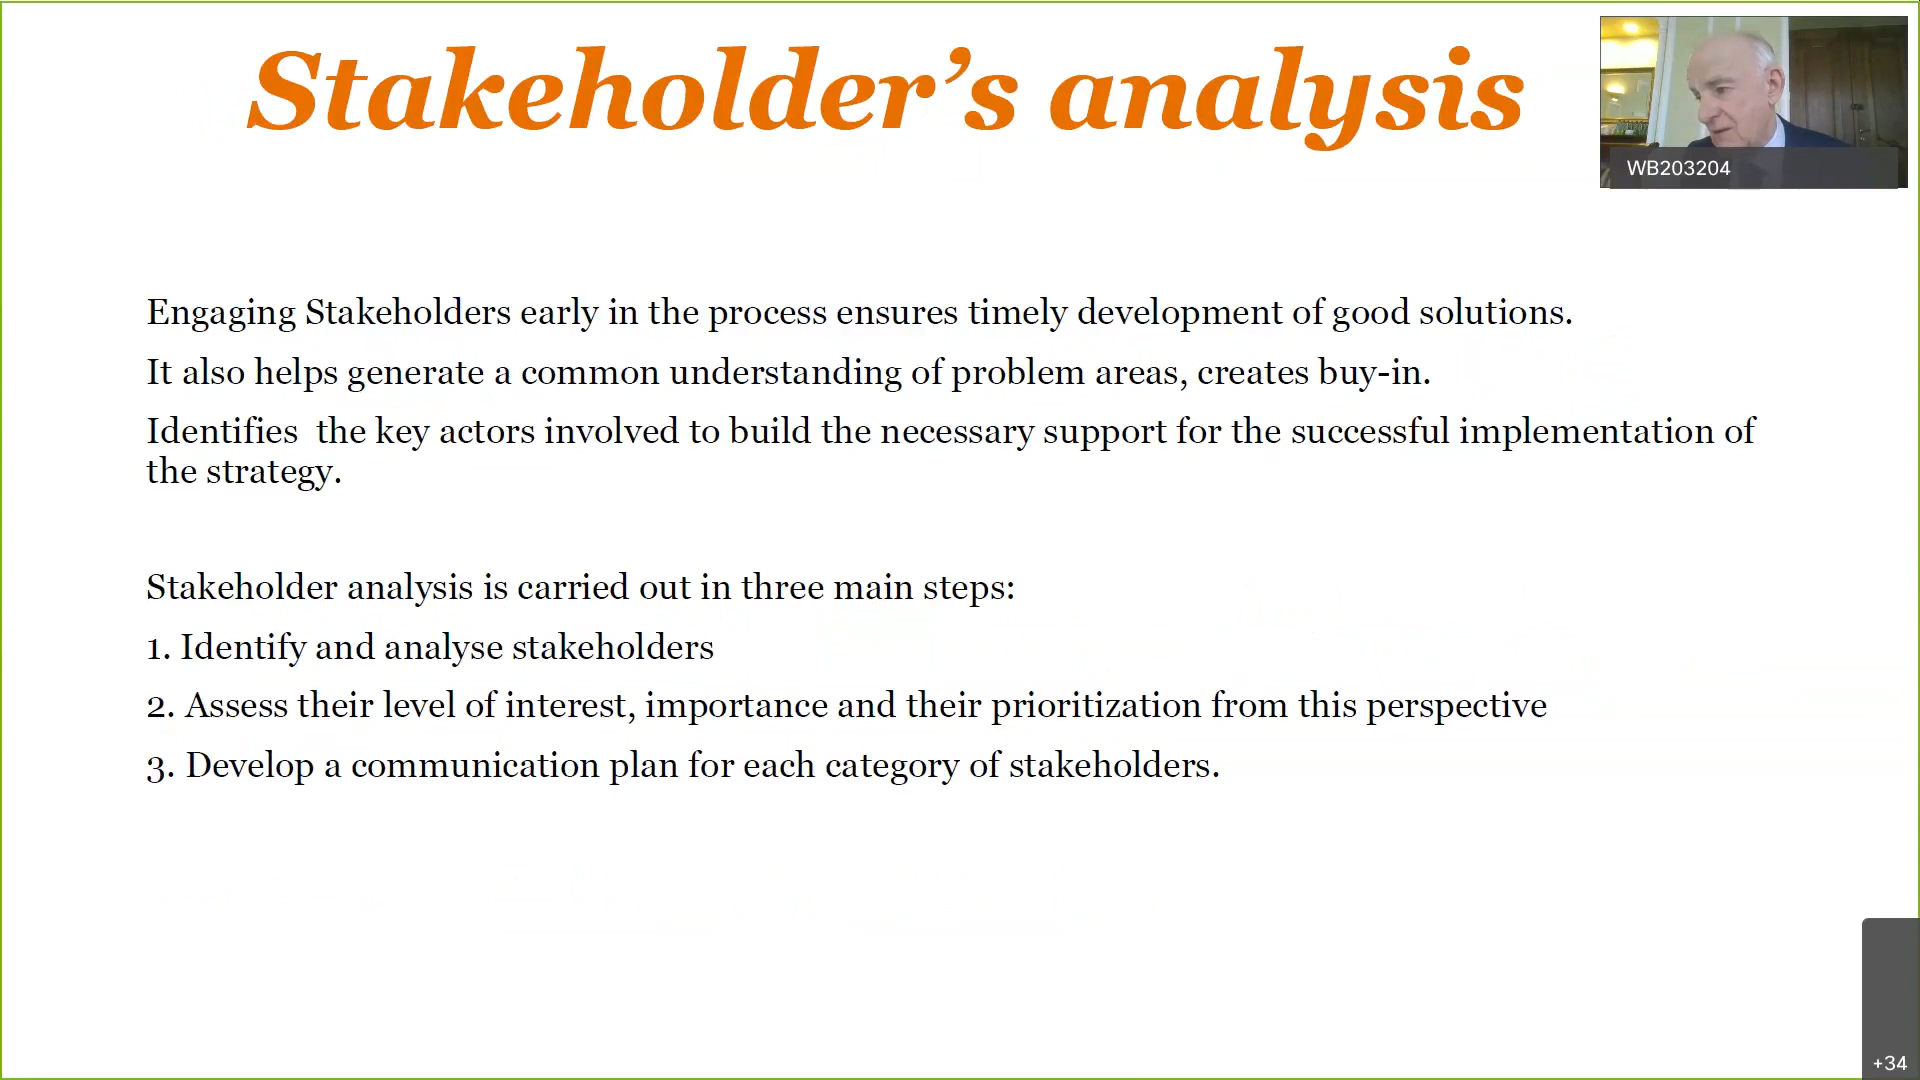 Stakeholder’s analysis
WB203204
Engaging Stakeholders early in the process ensures timely development of good solutions.
It also helps generate a common understanding of problem areas, creates buy-in.
Identifies  the key actors involved to build the necessary support for the successful implementation of
the strategy.
Stakeholder analysis is carried out in three main steps:
1. Identify and analyse stakeholders
2. Assess their level of interest, importance and their prioritization from this perspective
3. Develop a communication plan for each category of stakeholders.
+34